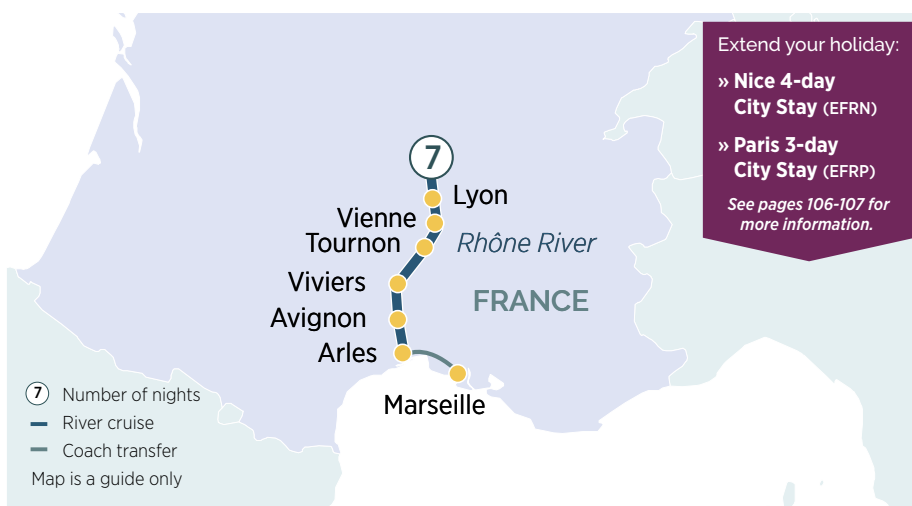 Extend your holiday:
» Nice 4-day
City Stay (EFRN)
» Paris 3-day
City Stay (EFRP)
See pages 106-107 for
more information.
7
Lyon
Vienne
Tournon
Rhône River
Viviers
FRANCE
Avignon
Arles
Marseille
7 Number of nights
River cruise
Coach transfer
Map is a guide only